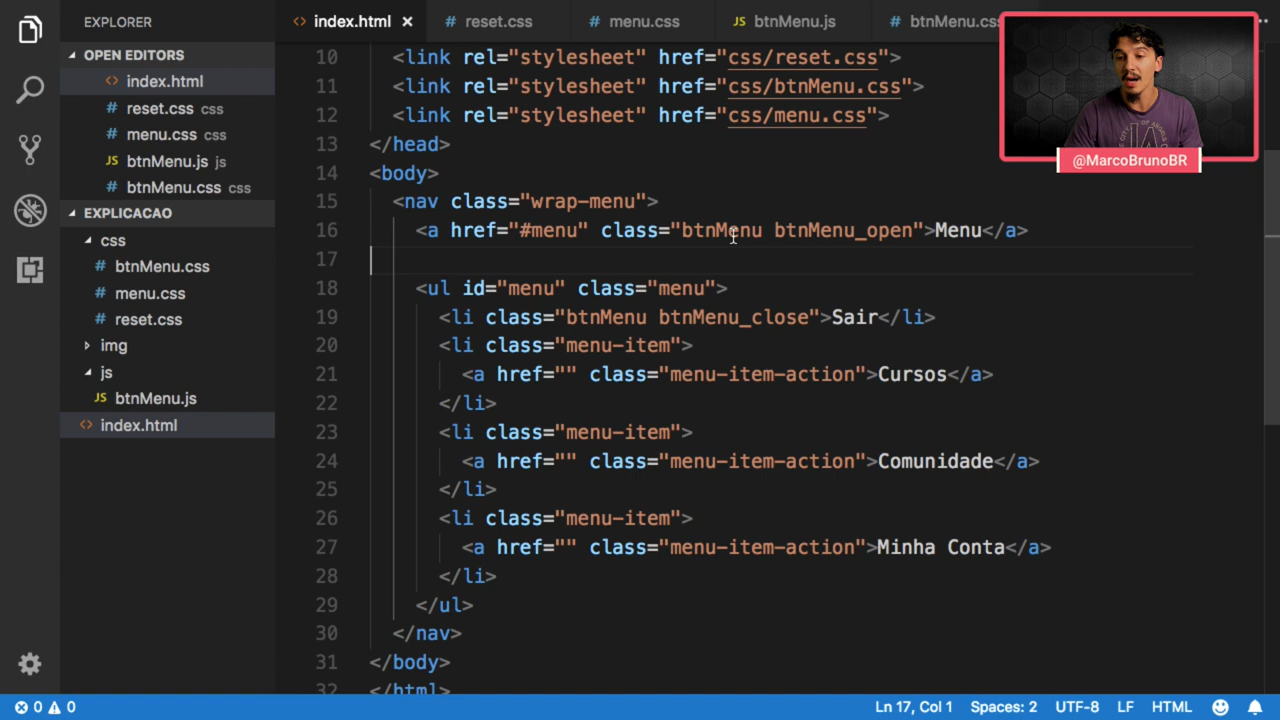 EXPLORER
OPEN EDITORS
index.html
reset.css css
menu.css css
btnMenu.js js
btnMenu.css css
EXPLICACAO
css
btnMenu.css
menu.css
reset.css
img
js
btnMenu.js
index.html
index.html
reset.css
menu.css
btnMenu.js
10 <link rel="stylesheet" href="css/reset.css">
11 <link rel="stylesheet" href="css/btnMenu.css">
12 <link rel="stylesheet" href="css/menu.css">
13 </head>
14 <body>
15 <nav class="wrap-menu">
16 <a href="#menu" class="btnMenu btnMenu_open">Menu</a>
17
18 <ul id="menu" class="menu">
19 <li class="btnMenu btnMenu_close">Sair</li>
20 <li class="menu-item">
21 <a href="" class="menu-item-action">Cursos</a>
22 </li>
23 <li class="menu-item">
24 <a href="" class="menu-item-action">Comunidade</a>
25 </li>
26 <li class="menu-item">
27 <a href="" class="menu-item-action">Minha Conta</a>
28 </li>
29 </ul>
30 </nav>
31 </body>
32 </html>
@MarcoBrunoBR
0 0
Ln 17, Col 1 Spaces: 2 UTF-8 LF HTML